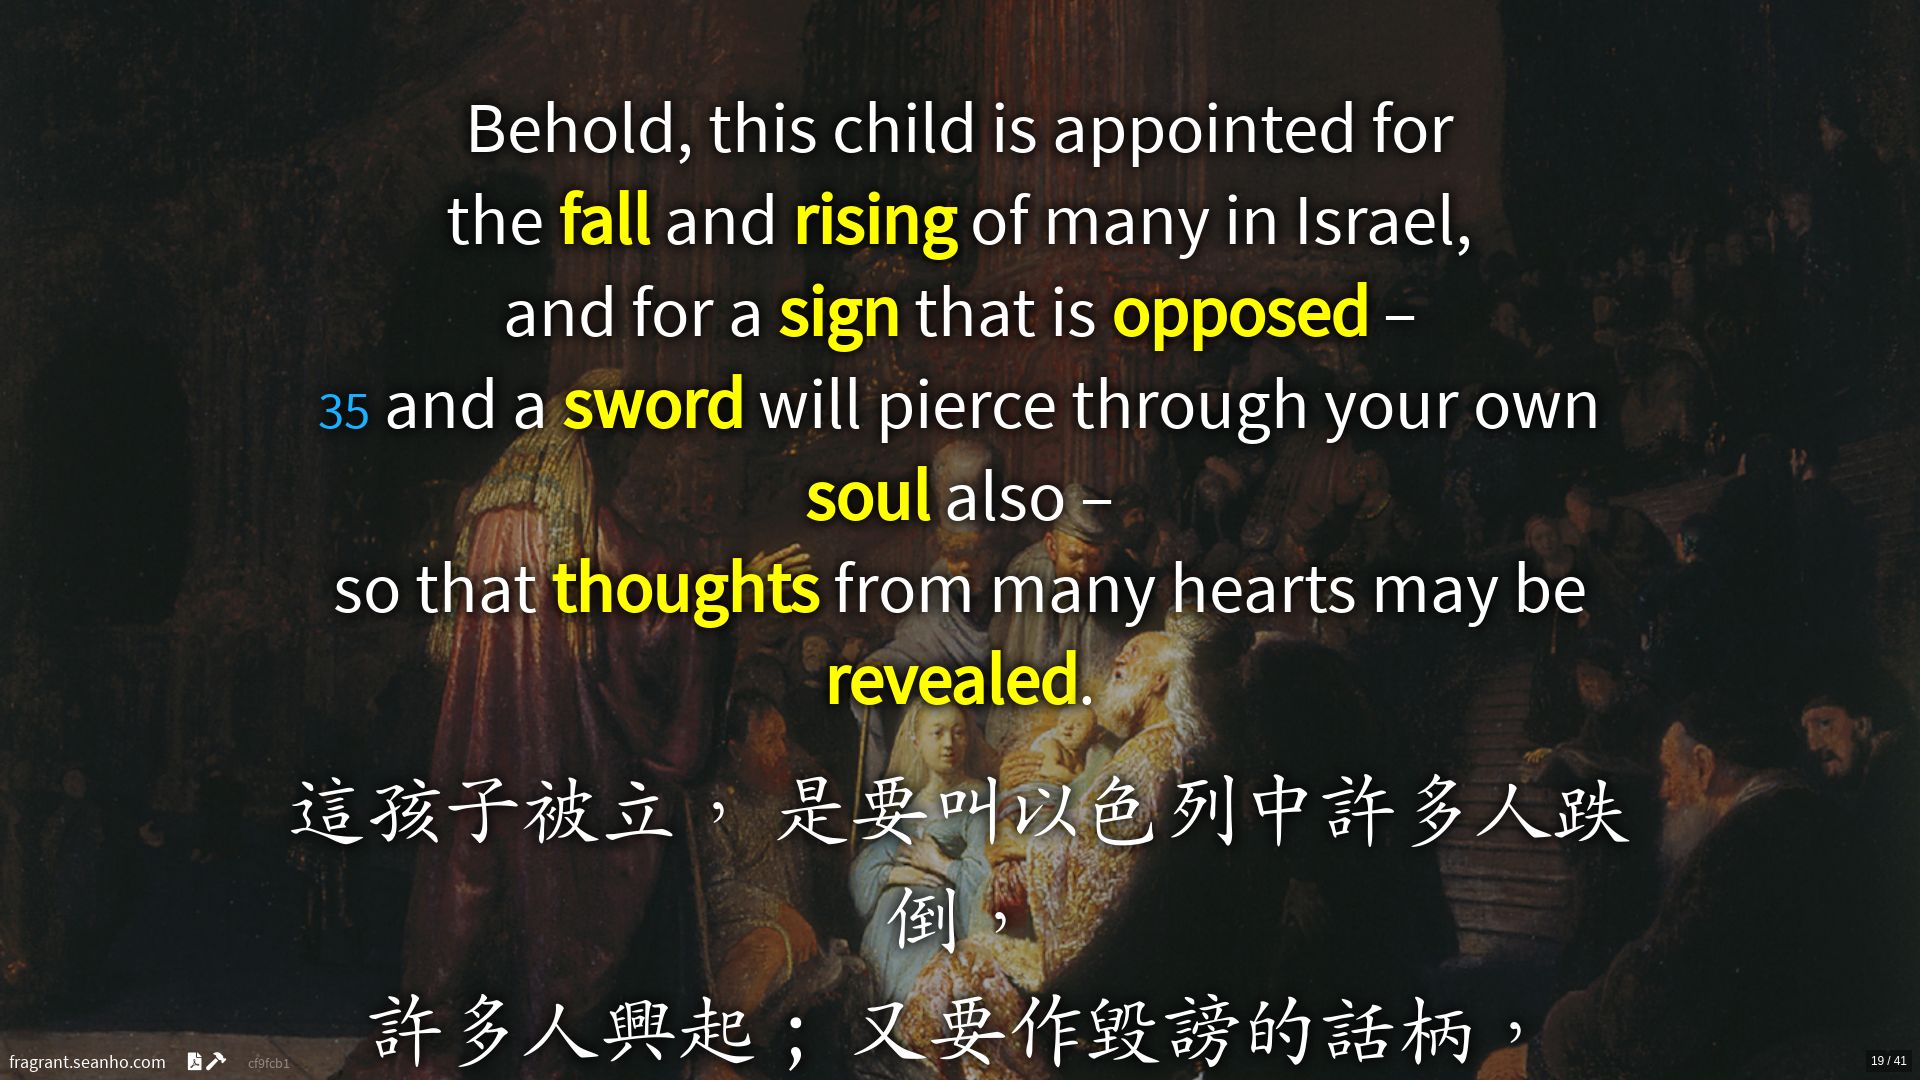 Behold, this child is appointed for
the fall and rising of many in Israel,
and for a sign that is opposed –
35 and a sword will pierce through your own
soul also –
so that thoughts from many hearts may be
revealed.
這孩子被立，是要叫以色列中許多人跌
倒，
許多人興起；又要作毀謗的話柄，
fragrant.seanho.com cf9fcb1
19 / 41